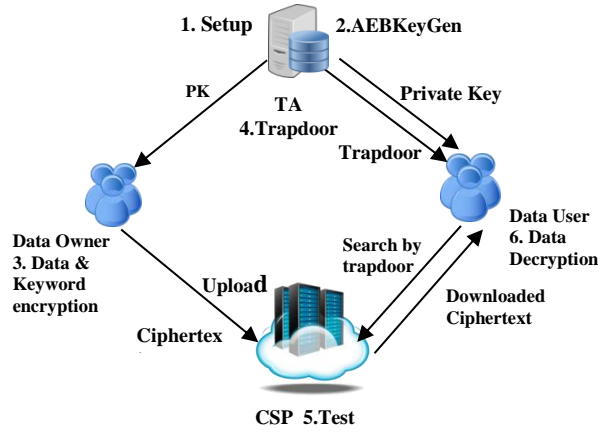 1. Setup
2.AEBKeyGen
PK
TA
4.Trapdoor
Private Key
Trapdoor
Data Owner
3. Data &
Keyword
encryption
Data User
6. Data
Decryption
Search by
trapdoor
Upload
Ciphertex
Downloaded
Ciphertext
CSP 5.Test